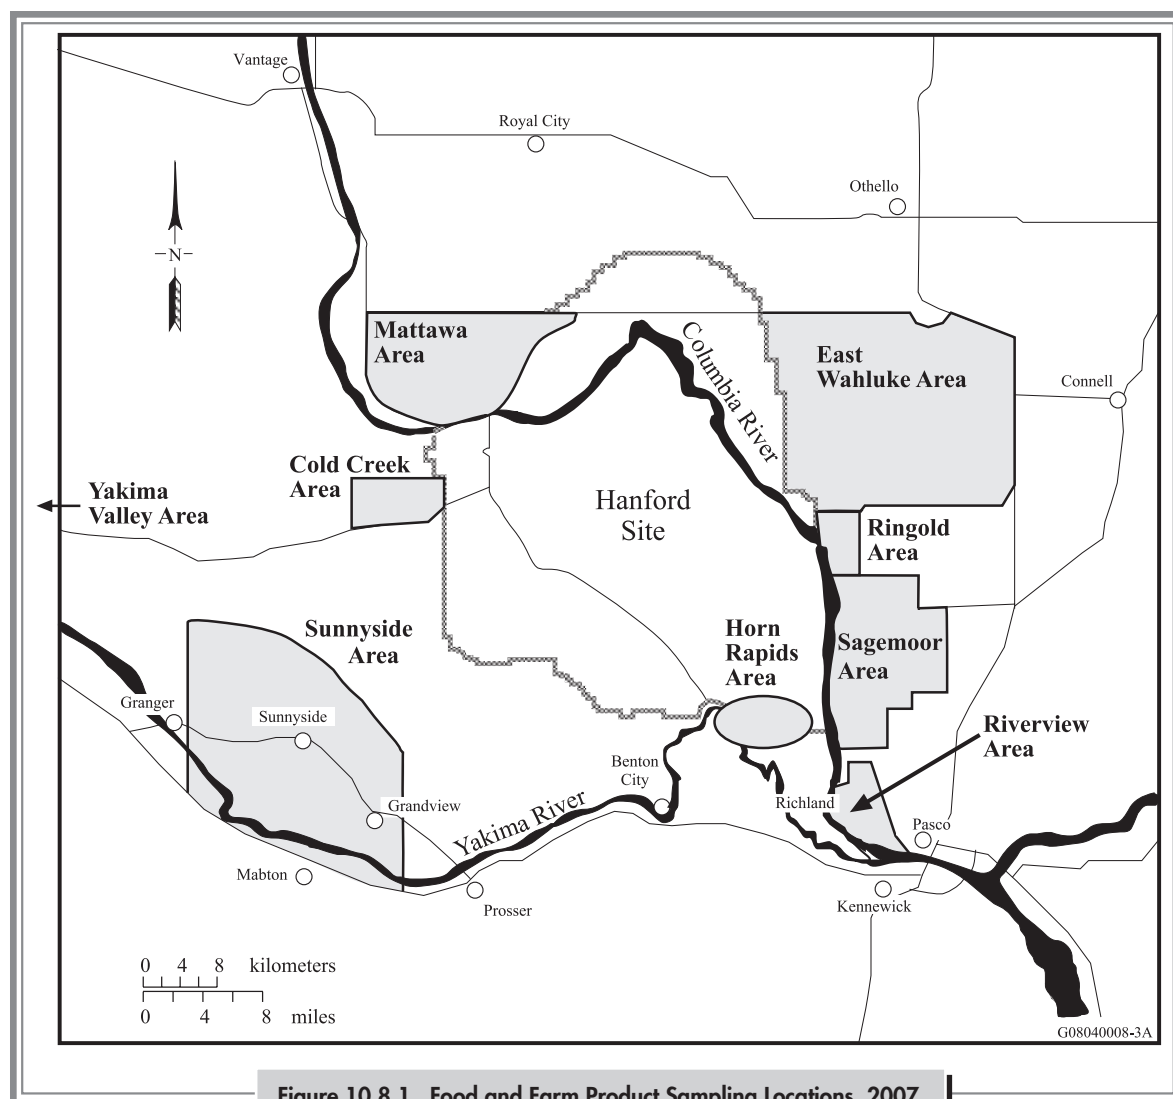 Vantage
Royal City
Othello
N
Mattawa
Area
Columbia River
East
Wahluke Area
Connell
Cold Creek
Area
Yakima
Valley Area
Hanford
Site
Ringold
Area
Sunnyside
Area
Horn
Rapids
Area
Sagemoor
Area
Granger
Sunnyside
Riverview
Area
Benton
City
Grandview
Richland
Yakima River
Pasco
Mabton
Prosser
Kennewick
0 4 8 kilometers
0 4 8 miles
G08040008-3A
Figure 10.8.1. Food and Farm Product Sampling Locations, 2007